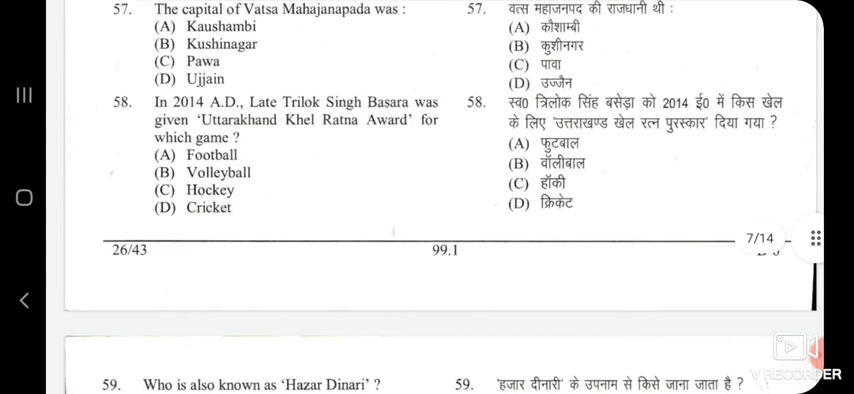 57. The capital of Vatsa Mahajanapada was :
(A) Kaushambi
(B) Kushinagar
(C) Pawa
(D) Ujjain
58. In 2014 A.D., Late Trilok Singh Basara was
given ‘Uttarakhand Khel Ratna Award’ for
which game ?
(A) Football
(B) Volleyball
(C) Hockey
(D) Cricket
57. वत्स महाजनपद की राजधानी थी :
(A) कौशाम्बी
(B) कुशीनगर
(C) पावा
(D) उज्जैन
58. स्व0 त्रिलोक सिंह बसेड़ा को 2014 ई0 में किस खेल
के लिए ‘उत्तराखण्ड खेल रत्न पुरस्कार’ दिया गया ?
(A) फुटबाल
(B) वॉलीबाल
(C) हॉकी
(D) क्रिकेट
26/43 99.1
7/14
59. Who is also known as ‘Hazar Dinari’ ?
59. ‘हजार दीनारी’ के उपनाम से किसे जाना जाता है ?
V RECORDER